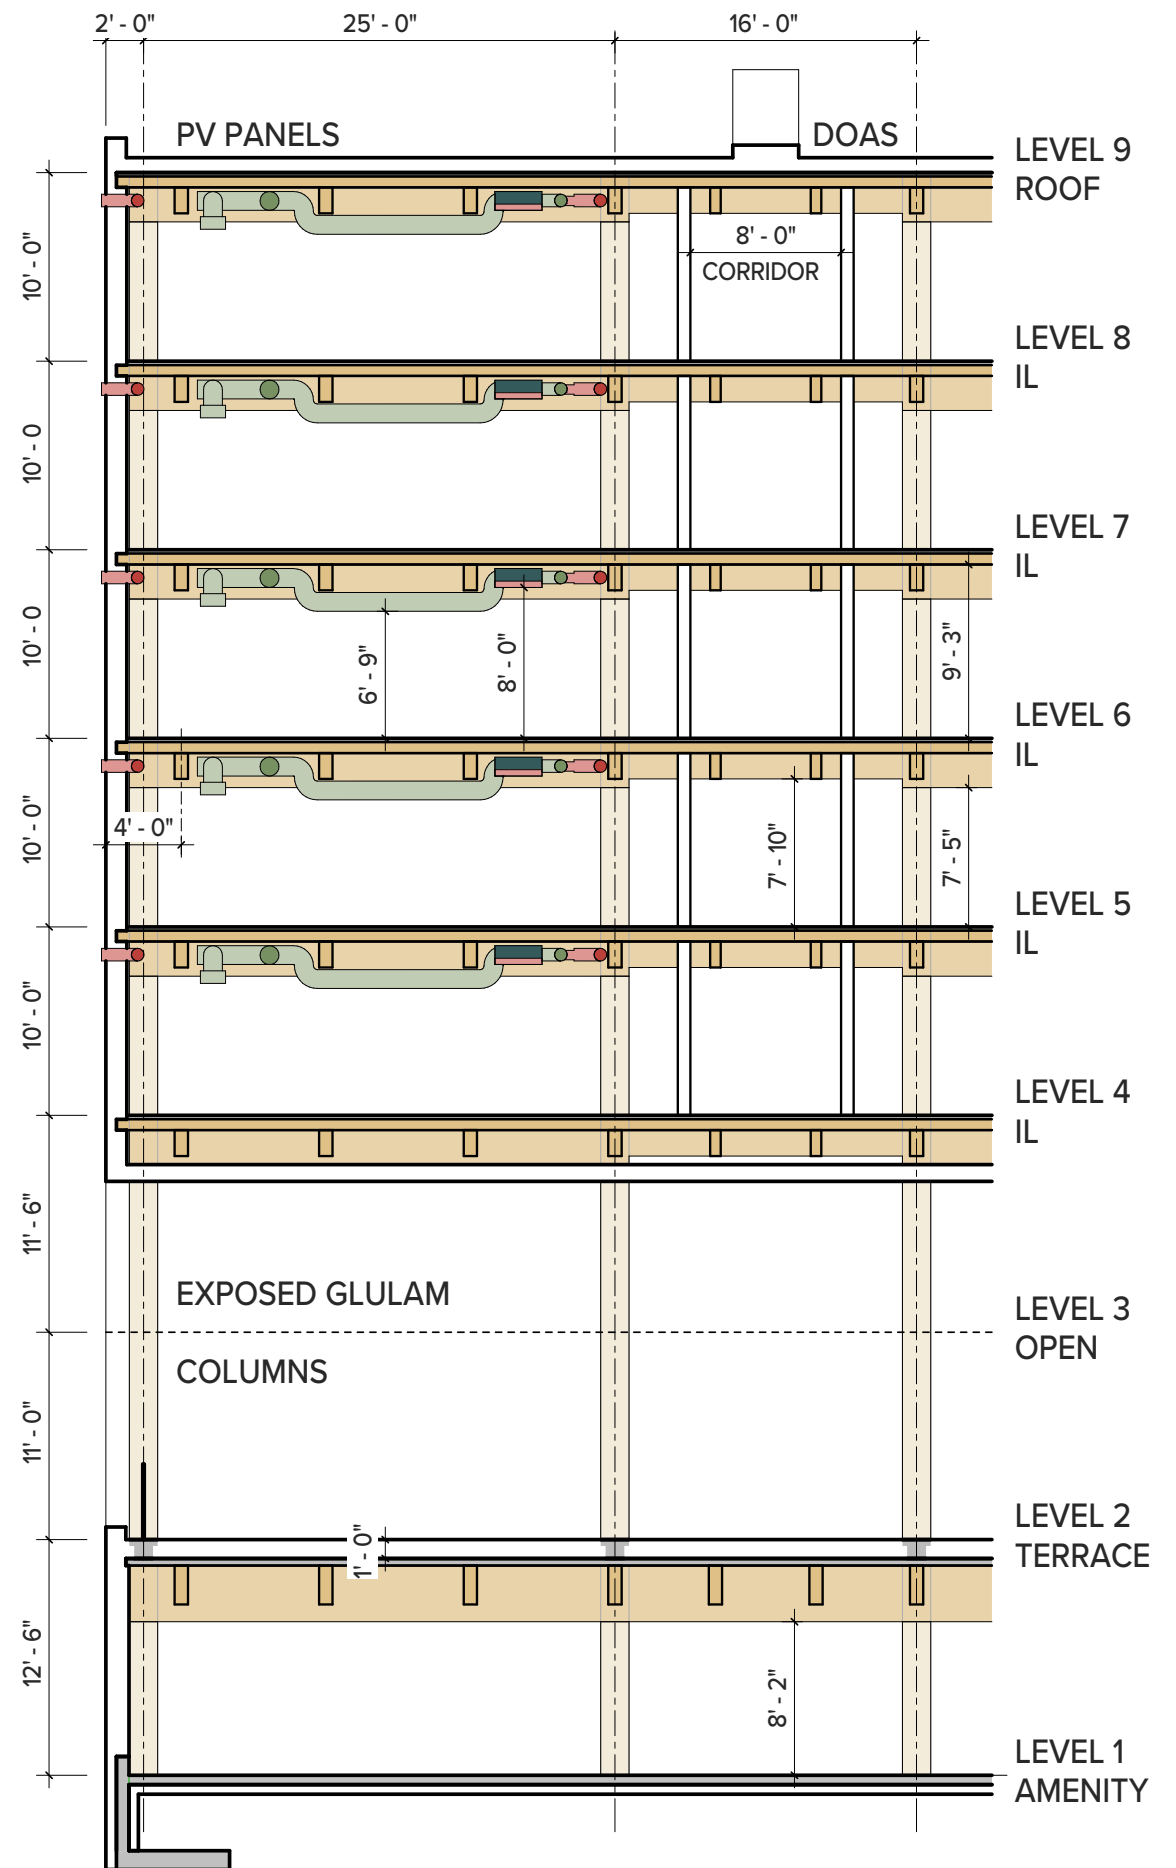 2' - 0"
25' - 0"
16' - 0"
PV PANELS
DOAS
LEVEL 9
ROOF
10' - 0"
8' - 0"
CORRIDOR
LEVEL 8
IL
10' - 0
LEVEL 7
IL
10' - 0
6' - 9"
8' - 0"
9' - 3"
LEVEL 6
IL
10' - 0"
4' - 0"
7' - 10"
7' - 5"
LEVEL 5
IL
10' - 0"
LEVEL 4
IL
11' - 6"
EXPOSED GLULAM
LEVEL 3
OPEN
COLUMNS
11' - 0"
LEVEL 2
TERRACE
1' - 0"
12' - 6"
8' - 2"
LEVEL 1
AMENITY